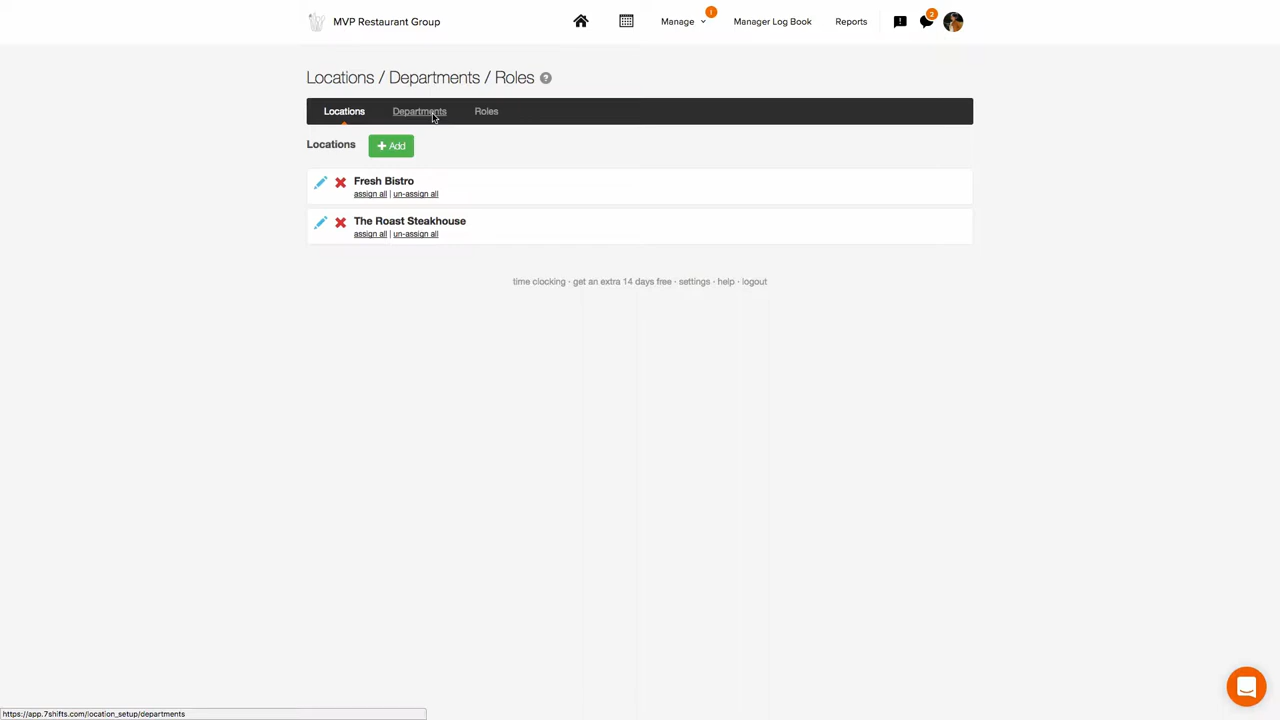 MVP Restaurant Group
Manage
1
Manager Log Book
Reports
2
Locations / Departments / Roles ?
Locations
Departments
Roles
Locations
+ Add
Fresh Bistro
assign all | un-assign all
The Roast Steakhouse
assign all | un-assign all
time clocking · get an extra 14 days free · settings · help · logout
https://app.7shifts.com/location_setup/departments